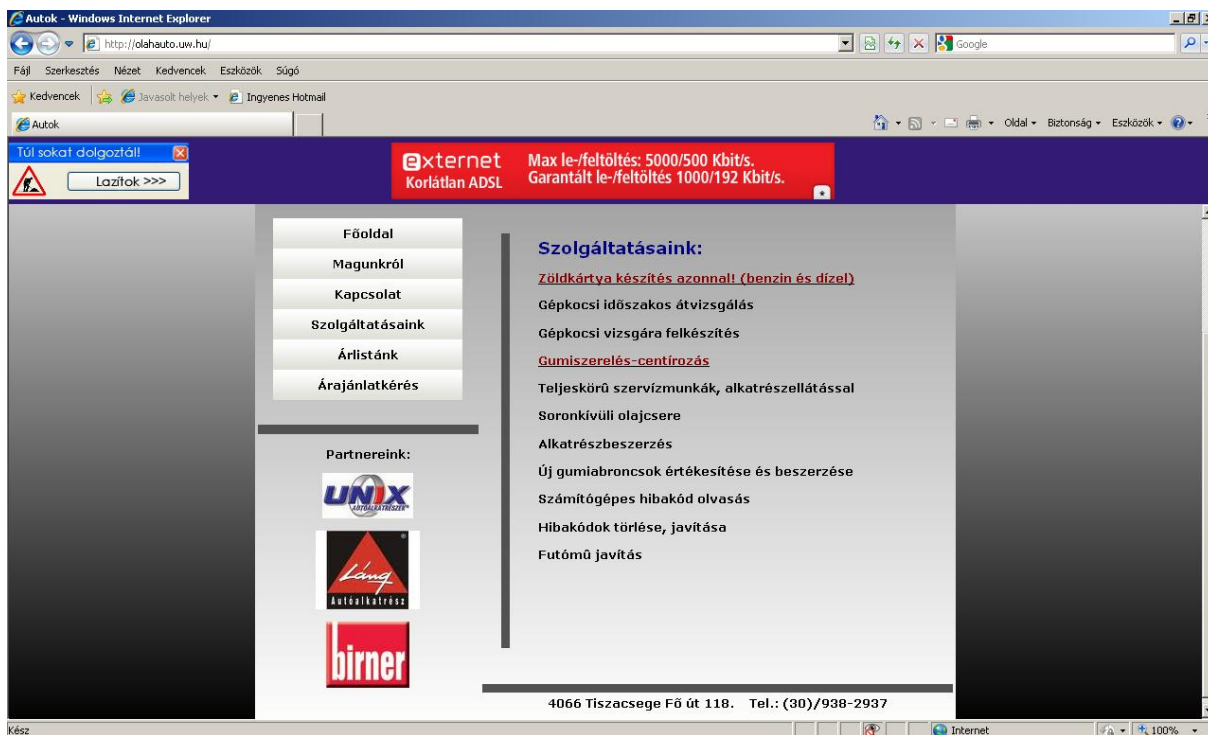 Autok - Windows Internet Explorer
http://olahauto.uw.hu/
Google
Fájl Szerkesztés Nézet Kedvencek Eszközök Súgó
Kedvencek Javasolt helyek Ingyenes Hotmail
Autok
Oldal Biztonság Eszközök
Túl sokat dolgoztál!
Lazítok >>>
externet
Korlátlan ADSL
Max le-/feltöltés: 5000/500 Kbit/s.
Garantált le-/feltöltés 1000/192 Kbit/s.
Főoldal
Magunkról
Kapcsolat
Szolgáltatásaink
Árlistánk
Árajánlatkérés
Partnereink:
UNIX
AUTÓALKATRÉSZEK
Láng
Autóalkatrész
birner
Szolgáltatásaink:
Zöldkártya készítés azonnal! (benzin és dízel)
Gépkocsi időszakos átvizsgálás
Gépkocsi vizsgára felkészítés
Gumiszerelés-centírozás
Teljeskörû szervízmunkák, alkatrészellátással
Soronkívüli olajcsere
Alkatrészbeszerzés
Új gumiabroncsok értékesítése és beszerzése
Számítógépes hibakód olvasás
Hibakódok törlése, javítása
Futómû javítás
4066 Tiszacsege Fő út 118. Tel.: (30)/938-2937
Kész
Internet
100%